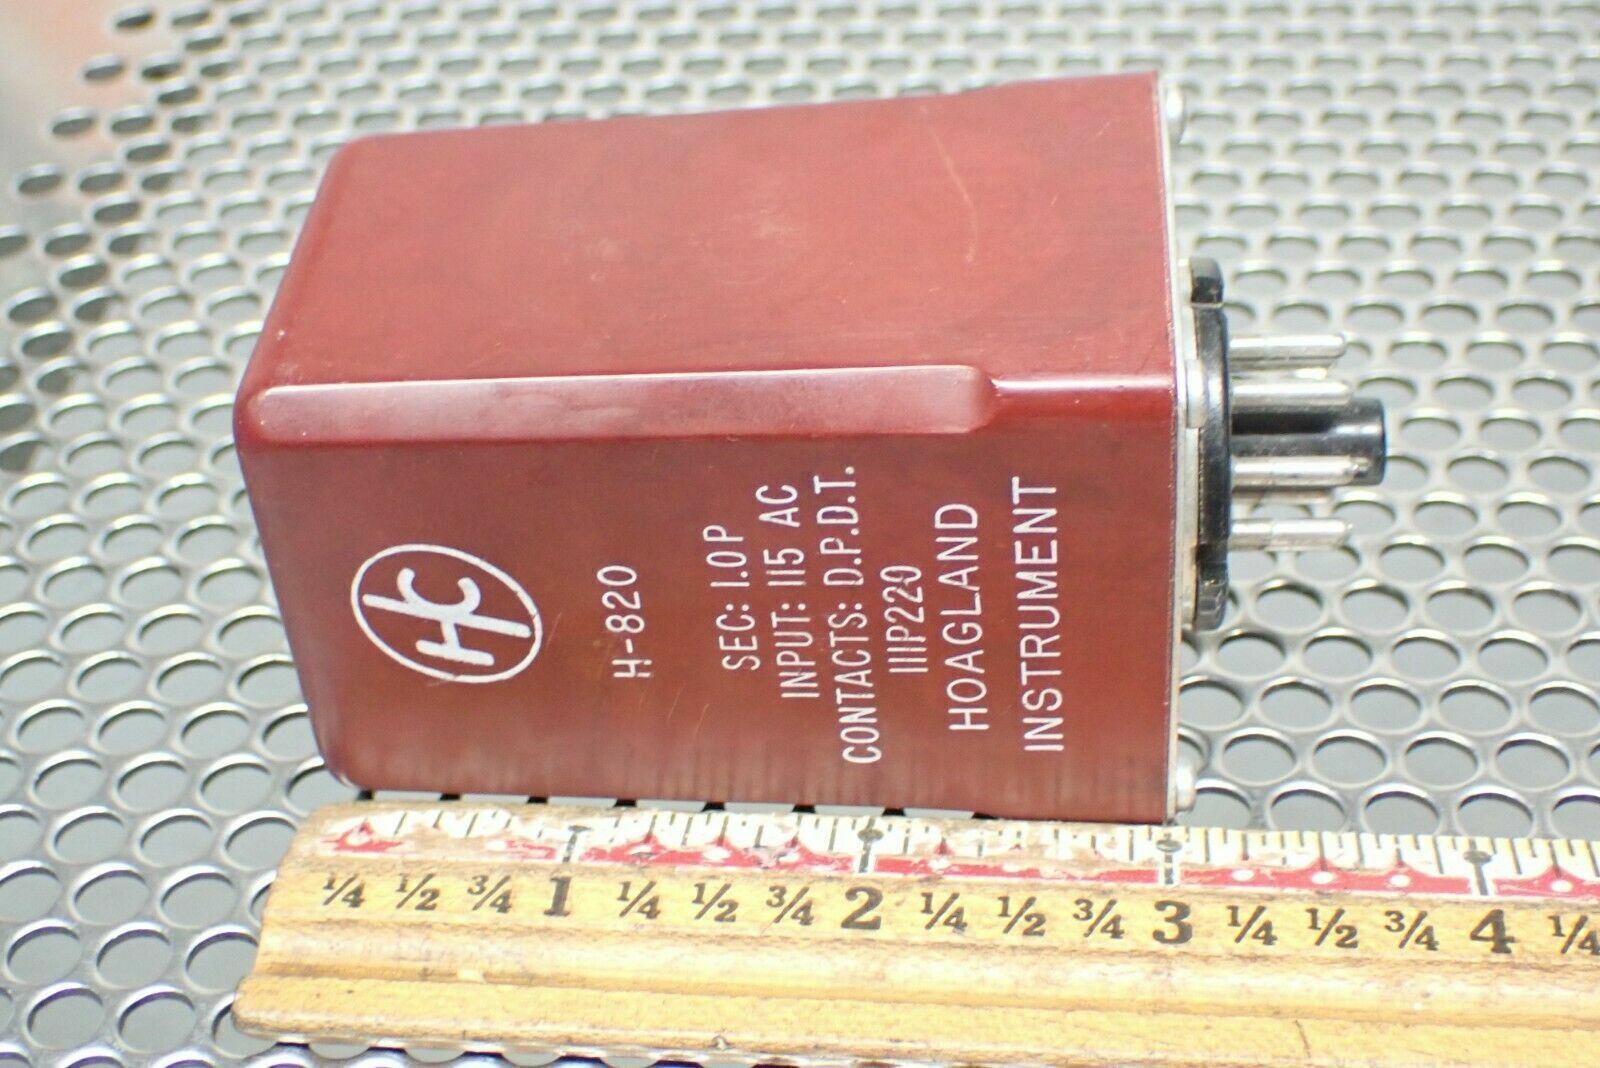 HC
H-820
SEC: 1.0P
INPUT: 115 AC
CONTACTS: D.P.D.T.
111P229
HOAGLAND
INSTRUMENT
1/4 1/2 3/4 1 1/4 1/2 3/4 2 1/4 1/2 3/4 3 1/4 1/2 3/4 4 1/4